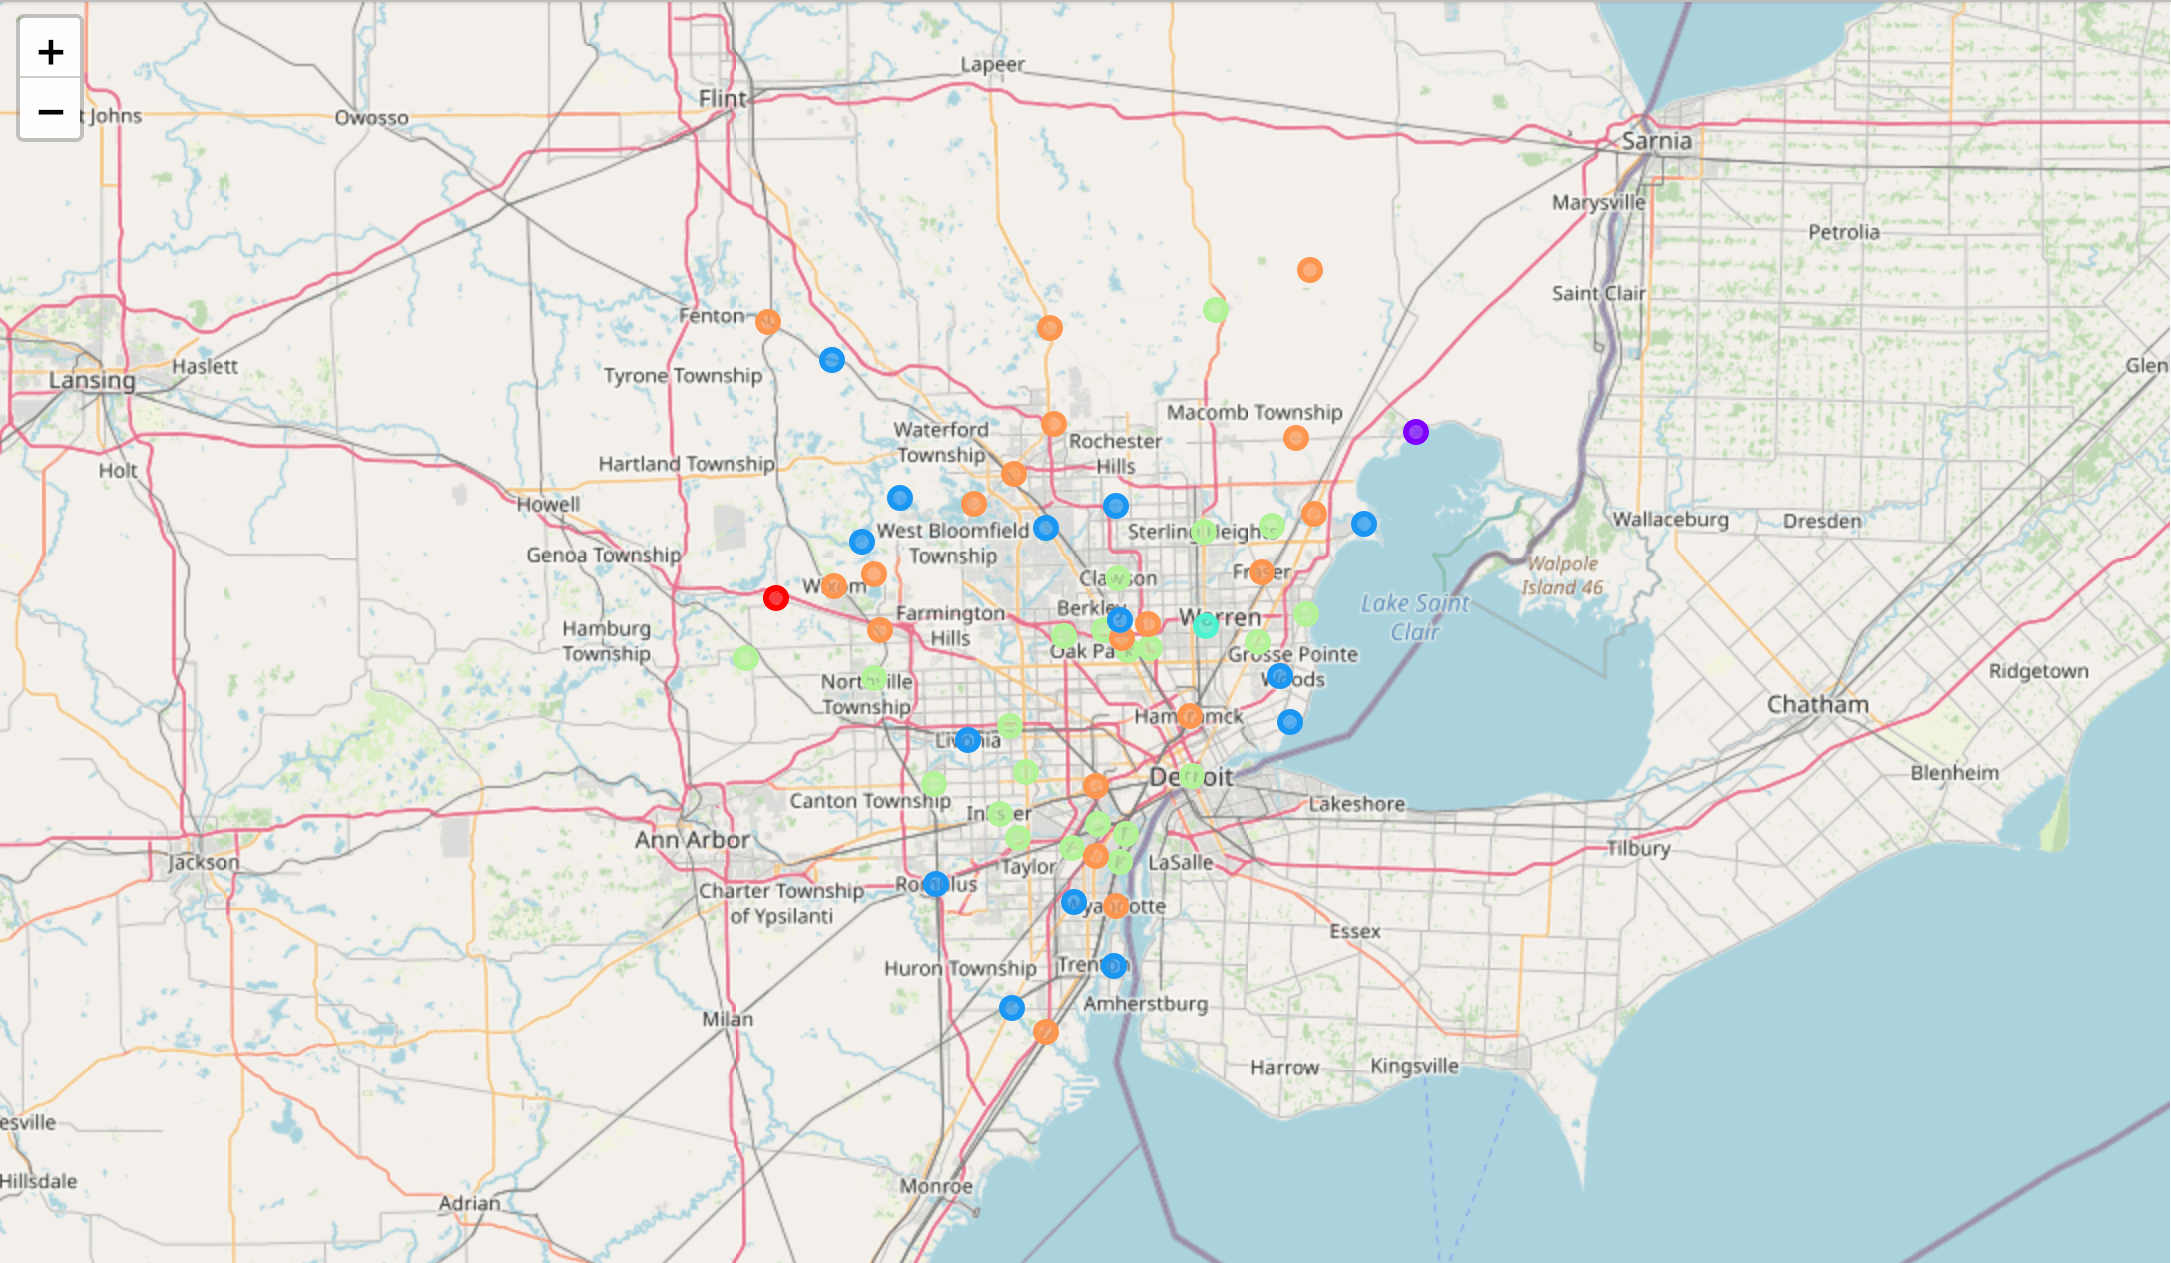 +
−
Lapeer
Flint
t Johns
Owosso
Sarnia
Marysville
Petrolia
Saint Clair
Fenton
Haslett
Glen
Lansing
Tyrone Township
Macomb Township
Waterford
Township
Rochester
Hills
Hartland Township
Holt
Howell
Wallaceburg
Dresden
West Bloomfield
Township
Sterling Heights
Genoa Township
Walpole
Island 46
Clawson
Fraser
Wixom
Lake Saint
Clair
Berkley
Warren
Farmington
Hills
Hamburg
Township
Oak Park
Grosse Pointe
Woods
Ridgetown
Northville
Township
Chatham
Hamtramck
Livonia
Detroit
Blenheim
Canton Township
Lakeshore
Inkster
Ann Arbor
Tilbury
Jackson
Taylor
LaSalle
Romulus
Charter Township
of Ypsilanti
Wyandotte
Essex
Huron Township
Trenton
Amherstburg
Milan
Harrow
Kingsville
esville
Hillsdale
Monroe
Adrian